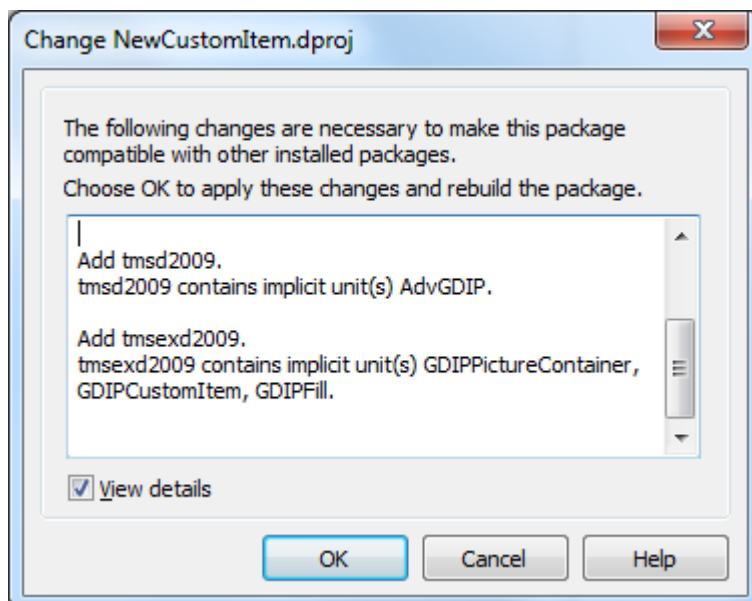 Change NewCustomItem.dproj
The following changes are necessary to make this package
compatible with other installed packages.
Choose OK to apply these changes and rebuild the package.
Add tmsd2009.
tmsd2009 contains implicit unit(s) AdvGDIP.
Add tmsexd2009.
tmsexd2009 contains implicit unit(s) GDIPPictureContainer,
GDIPCustomItem, GDIPFill.
View details
OK
Cancel
Help